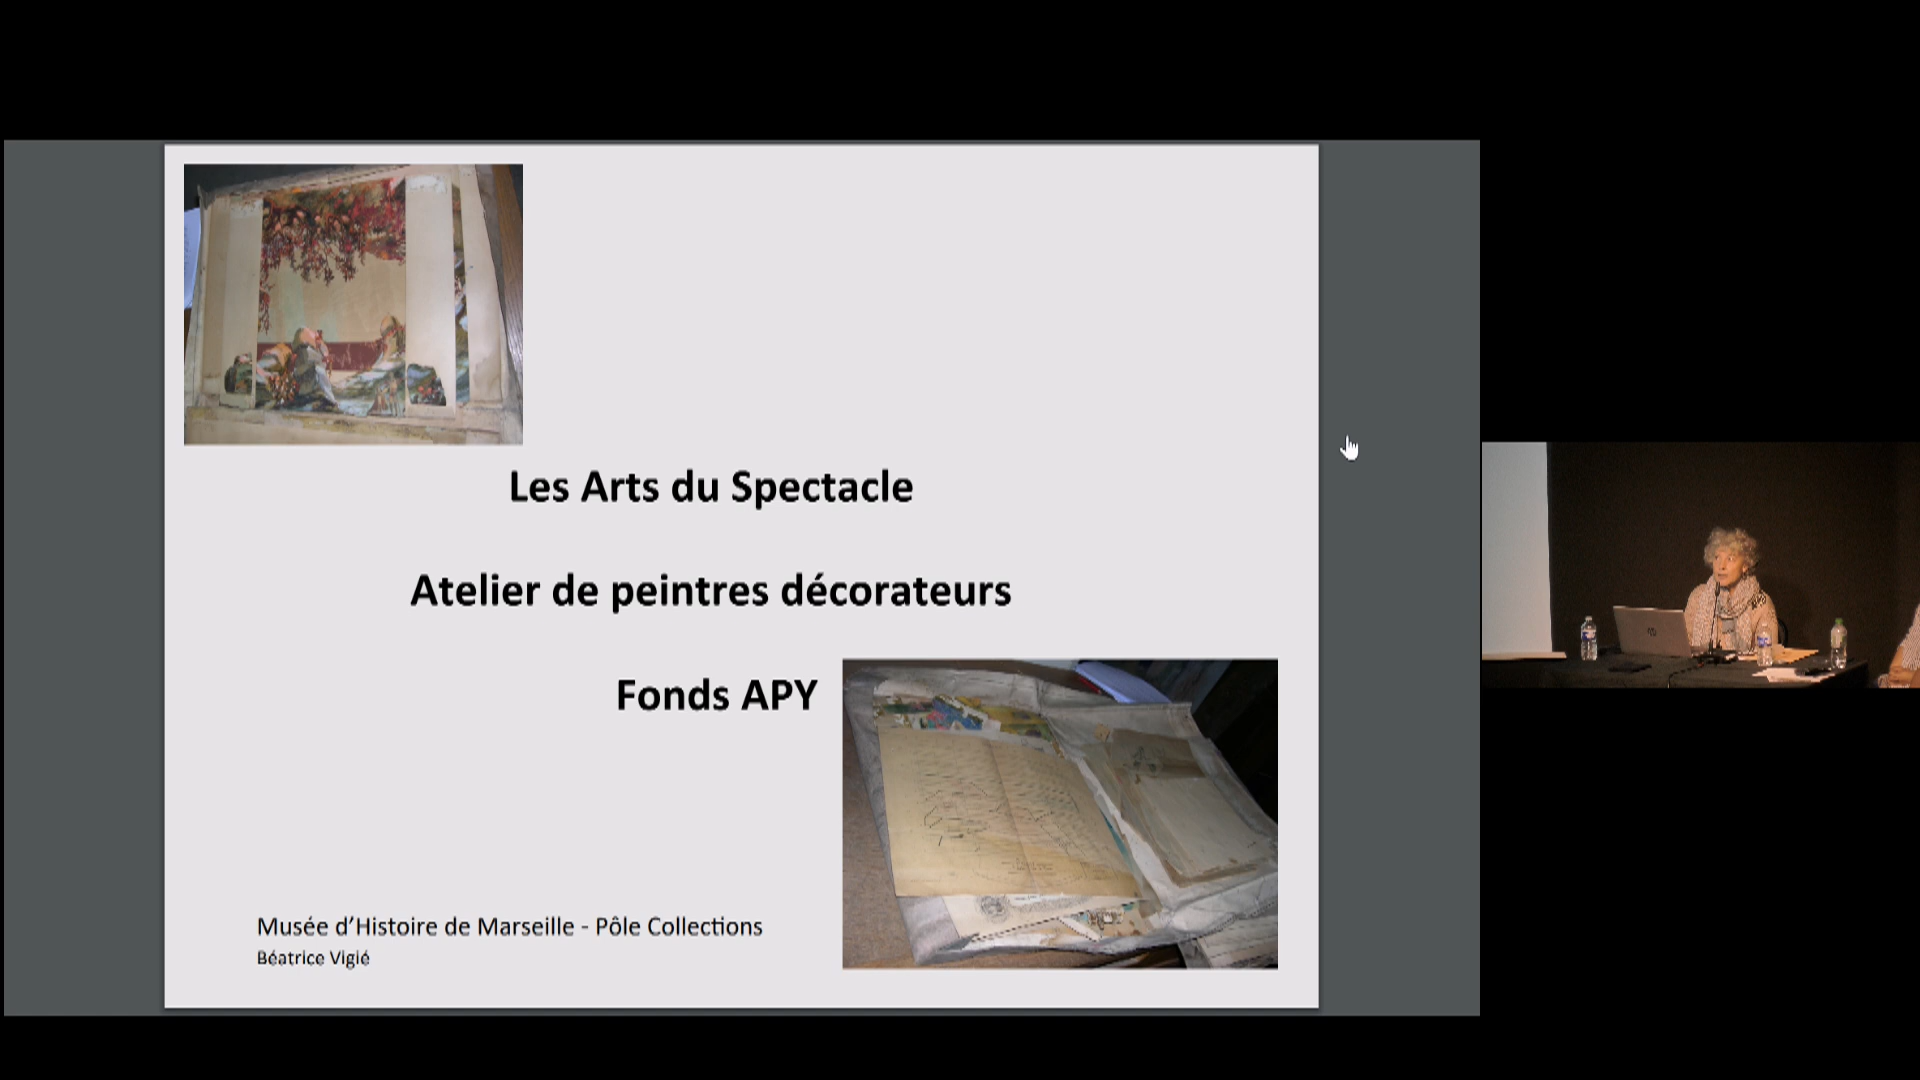 Les Arts du Spectacle
Atelier de peintres décorateurs
Fonds APY
Musée d’Histoire de Marseille - Pôle Collections
Béatrice Vigié